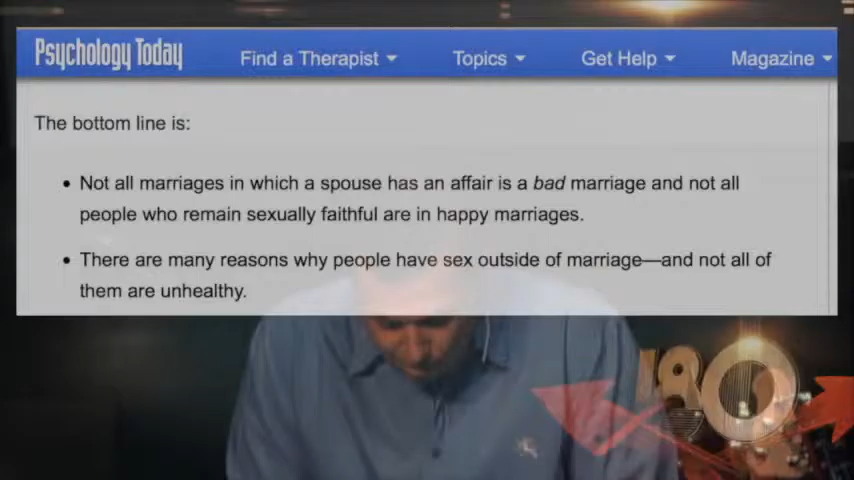 Psychology Today
Find a Therapist
Topics
Get Help
Magazine
The bottom line is:
Not all marriages in which a spouse has an affair is a bad marriage and not all
people who remain sexually faithful are in happy marriages.
There are many reasons why people have sex outside of marriage—and not all of
them are unhealthy.
180